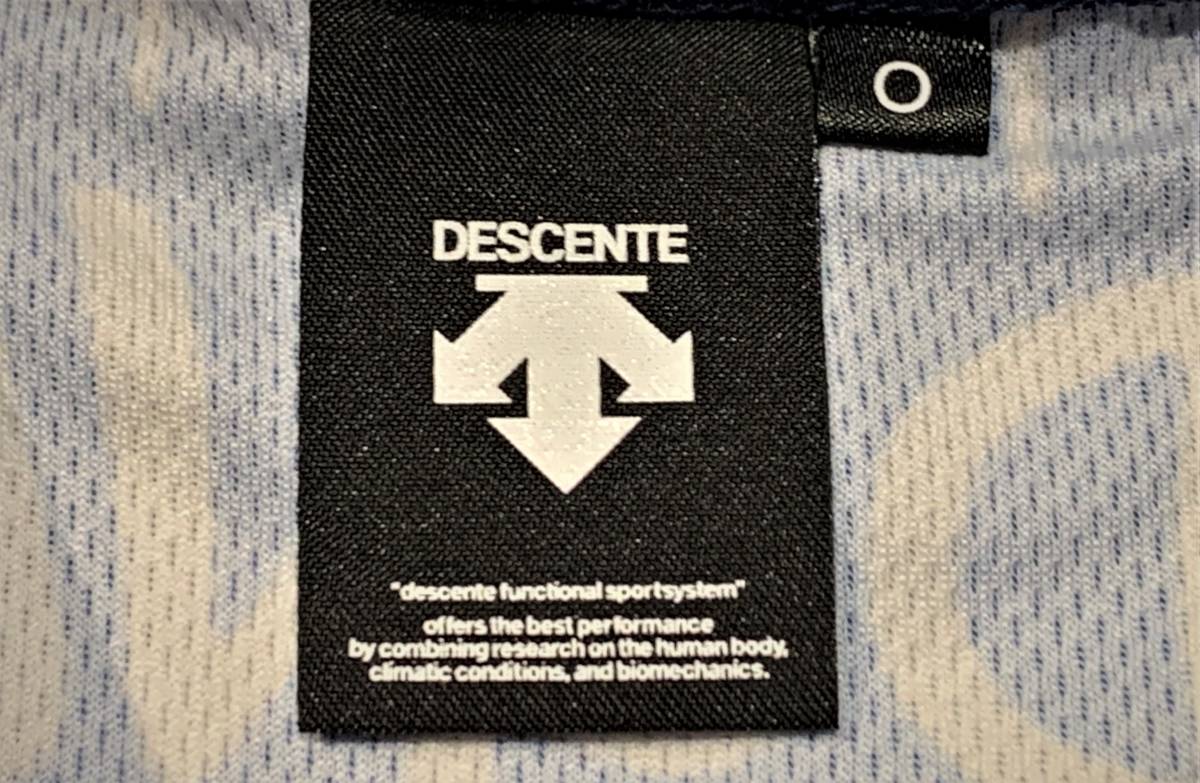 O
DESCENTE
"descente functional sportsystem"
offers the best performance
by combining research on the human body,
climatic conditions, and biomechanics.